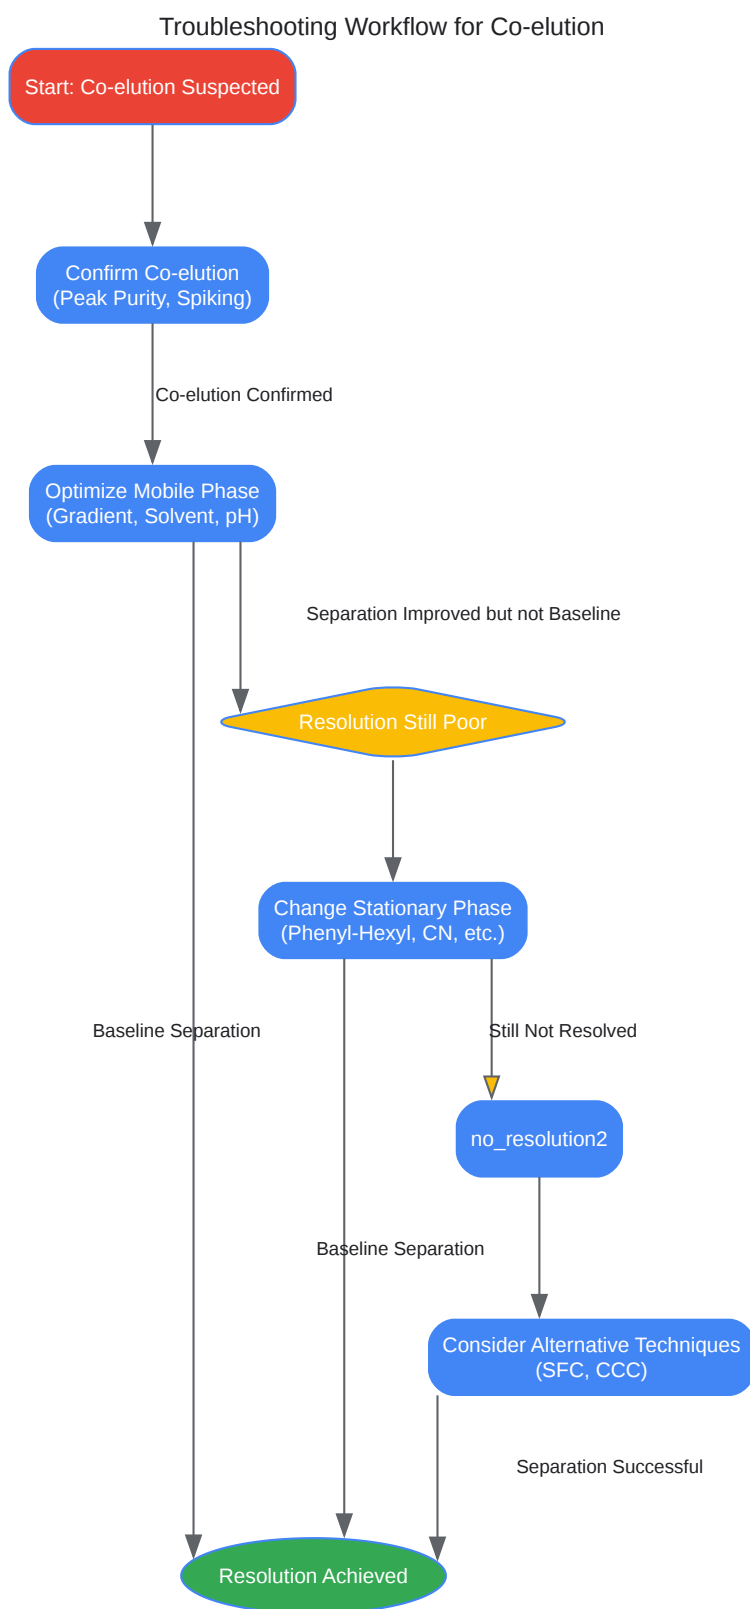 Troubleshooting Workflow for Co-elution
Start: Co-elution Suspected
Confirm Co-elution
(Peak Purity, Spiking)
Co-elution Confirmed
Optimize Mobile Phase
(Gradient, Solvent, pH)
Separation Improved but not Baseline
Resolution Still Poor
Change Stationary Phase
(Phenyl-Hexyl, CN, etc.)
Baseline Separation
Still Not Resolved
no_resolution2
Baseline Separation
Consider Alternative Techniques
(SFC, CCC)
Separation Successful
Resolution Achieved